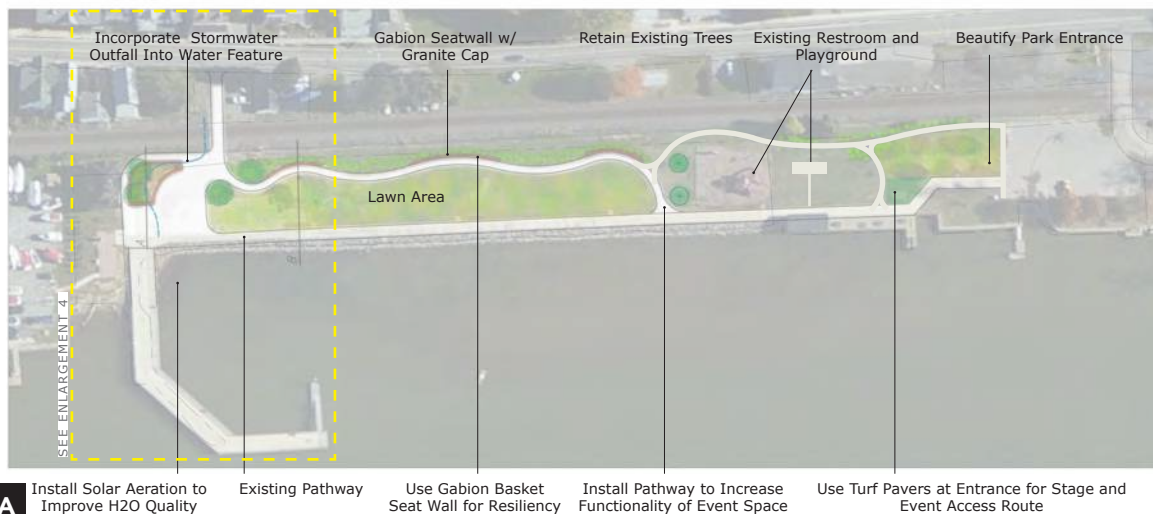 Incorporate Stormwater
Outfall Into Water Feature
Gabion Seatwall w/
Granite Cap
Retain Existing Trees
Existing Restroom and
Playground
Beautify Park Entrance
Lawn Area
SEE ENLARGEMENT 4
A
Install Solar Aeration to
Improve H2O Quality
Existing Pathway
Use Gabion Basket
Seat Wall for Resiliency
Install Pathway to Increase
Functionality of Event Space
Use Turf Pavers at Entrance for Stage and
Event Access Route